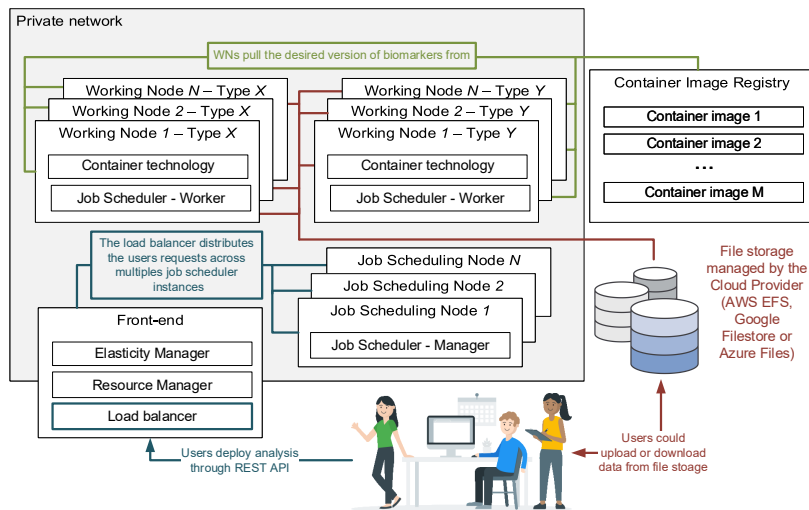 Private network
WNs pull the desired version of biomarkers from
Working Node N – Type X
Working Node 2 – Type X
Working Node 1 – Type X
Container technology
Job Scheduler - Worker
Working Node N – Type Y
Working Node 2 – Type Y
Working Node 1 – Type Y
Container technology
Job Scheduler - Worker
Container Image Registry
Container image 1
Container image 2
...
Container image M
The load balancer distributes
the users requests across
multiples job scheduler
instances
Job Scheduling Node N
Job Scheduling Node 2
Job Scheduling Node 1
Job Scheduler - Manager
File storage
managed by the
Cloud Provider
(AWS EFS,
Google
Filestore or
Azure Files)
Front-end
Elasticity Manager
Resource Manager
Load balancer
Users deploy analysis
through REST API
Users could
upload or download
data from file stoage